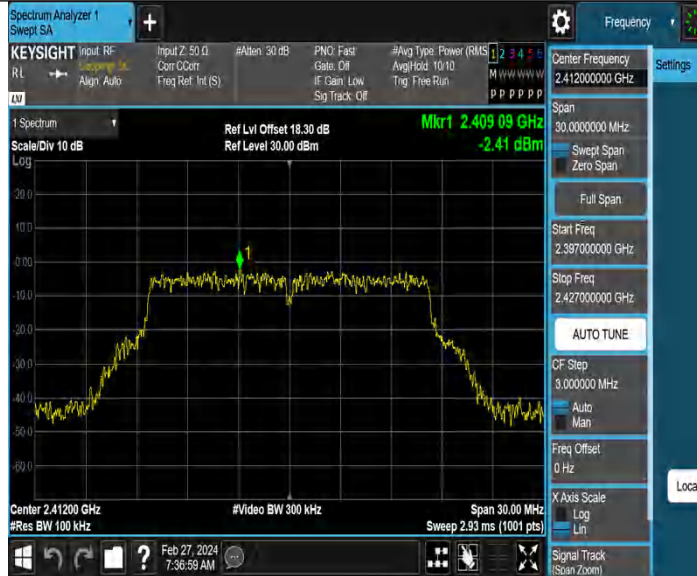 Spectrum Analyzer 1
Swept SA
+
Frequency
KEYSIGHT
RL
Input: RF
Align: Auto
Input Z: 50 Ω
Corr CCorr
Freq Ref: Int (S)
#Atten: 30 dB
PNO: Fast
Gate: Off
IF Gain: Low
Sig Track: Off
#Avg Type: Power (RMS
Avg|Hold: 10/10
Trig: Free Run
1 2 3 4 5 6
M W W W W W
P P P P P P
Center Frequency
2.412000000 GHz
Settings
Span
30.0000000 MHz
Swept Span
Zero Span
Full Span
Start Freq
2.397000000 GHz
Stop Freq
2.427000000 GHz
AUTO TUNE
CF Step
3.000000 MHz
Auto
Man
Freq Offset
0 Hz
X Axis Scale
Log
Lin
Local
Signal Track
(Span Zoom)
1 Spectrum
Scale/Div 10 dB
Ref Lvl Offset 18.30 dB
Ref Level 30.00 dBm
Mkr1 2.409 09 GHz
-2.41 dBm
Log
20.0
10.0
0.00
-10.0
-20.0
-30.0
-40.0
-50.0
-60.0
1
Center 2.41200 GHz
#Res BW 100 kHz
#Video BW 300 kHz
Span 30.00 MHz
Sweep 2.93 ms (1001 pts)
?
Feb 27, 2024
7:36:59 AM